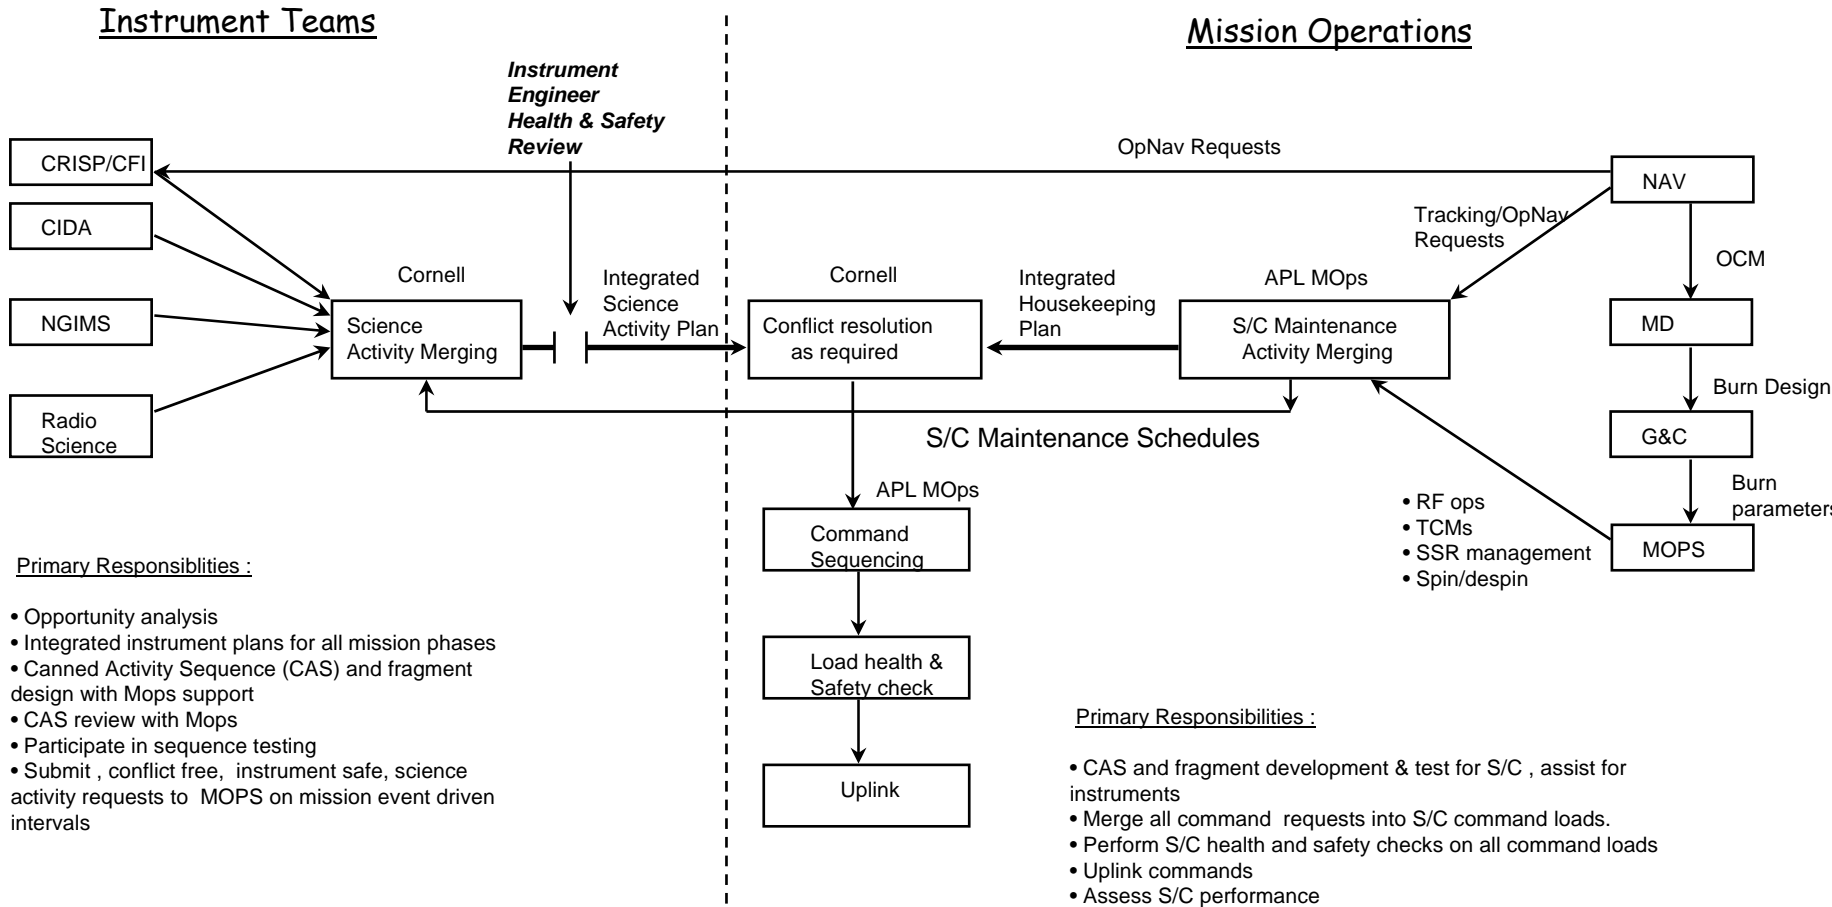 Instrument Teams
Mission Operations
Instrument
Engineer
Health & Safety
Review
OpNav Requests
CRISP/CFI
NAV
CIDA
Tracking/OpNav
Requests
OCM
Cornell
Integrated
Science
Activity Plan
Cornell
Integrated
Housekeeping
Plan
APL MOps
NGIMS
Science
Activity Merging
Conflict resolution
as required
S/C Maintenance
Activity Merging
MD
Burn Design
Radio
Science
S/C Maintenance Schedules
G&C
APL MOps
Burn
parameters
• RF ops
• TCMs
• SSR management
• Spin/despin
Command
Sequencing
MOPS
Primary Responsiblities :
• Opportunity analysis
• Integrated instrument plans for all mission phases
• Canned Activity Sequence (CAS) and fragment
design with Mops support
• CAS review with Mops
• Participate in sequence testing
• Submit , conflict free, instrument safe, science
activity requests to MOPS on mission event driven
intervals
Load health &
Safety check
Uplink
Primary Responsibilities :
• CAS and fragment development & test for S/C , assist for
instruments
• Merge all command requests into S/C command loads.
• Perform S/C health and safety checks on all command loads
• Uplink commands
• Assess S/C performance